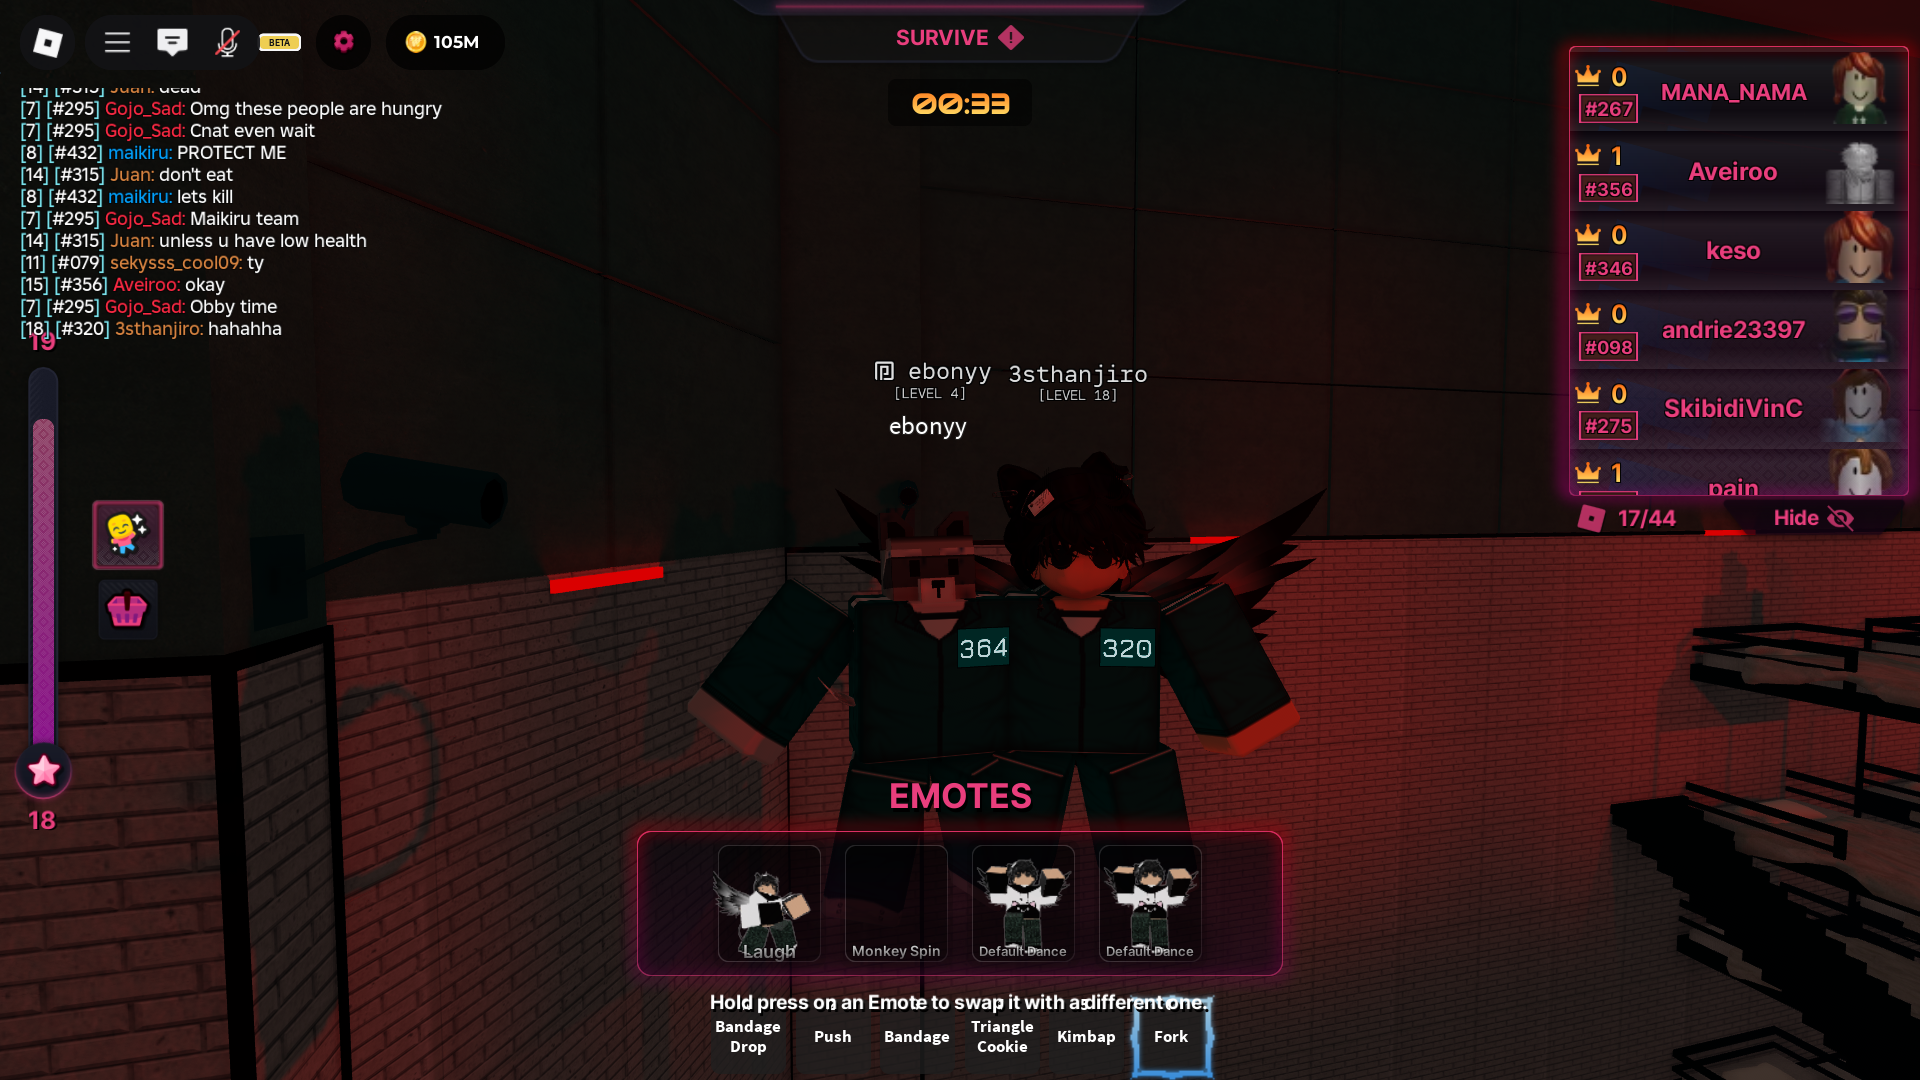 BETA
105M
SURVIVE
00:33
[14] [#315] Juan: dead
[7] [#295] Gojo_Sad: Omg these people are hungry
[7] [#295] Gojo_Sad: Cnat even wait
[8] [#432] maikiru: PROTECT ME
[14] [#315] Juan: don't eat
[8] [#432] maikiru: lets kill
[7] [#295] Gojo_Sad: Maikiru team
[14] [#315] Juan: unless u have low health
[11] [#079] sekysss_cool09: ty
[15] [#356] Aveiroo: okay
[7] [#295] Gojo_Sad: Obby time
[18] [#320] 3sthanjiro: hahahha
19
18
0 MANA_NAMA
#267
1 Aveiroo
#356
0 keso
#346
0 andrie23397
#098
0 SkibidiVinC
#275
1 pain
17/44 Hide
ebonyy
[LEVEL 4]
ebonyy
3sthanjiro
[LEVEL 18]
364
320
EMOTES
Laugh
Monkey Spin
Default Dance
Default Dance
Hold press on an Emote to swap it with a different one.
Bandage Drop
Push
Bandage
Triangle Cookie
Kimbap
Fork